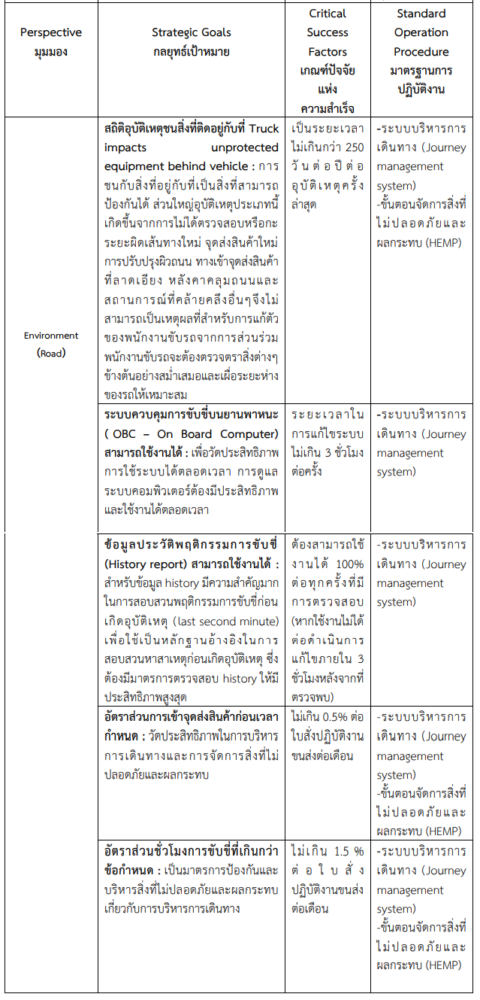 Perspective
มุมมอง
Strategic Goals
กลยุทธ์เป้าหมาย
Critical
Success
Factors
เกณฑ์ปัจจัย
แห่ง
ความสำเร็จ
Standard
Operation
Procedure
มาตรฐานการ
ปฏิบัติงาน
Environment
(Road)
สถิติอุบัติเหตุชนสิ่งที่ติดอยู่กับที่ Truck
impacts unprotected
equipment behind vehicle : การ
ชนกับสิ่งที่อยู่กับที่เป็นสิ่งที่สามารถ
ป้องกันได้ ส่วนใหญ่อุบัติเหตุประเภทนี้
เกิดขึ้นจากการไม่ได้ตรวจสอบหรือกะ
ระยะผิดเส้นทางใหม่ จุดส่งสินค้าใหม่
การปรับปรุงผิวถนน ทางเข้าจุดส่งสินค้า
ที่ลาดเอียง หลังคาคลุมถนนและ
สถานการณ์ที่คล้ายคลึงอื่นๆจึงไม่
สามารถเป็นเหตุผลที่สำหรับการแก้ตัว
ของพนักงานขับรถจากการส่วนร่วม
พนักงานขับรถจะต้องตรวจตราสิ่งต่างๆ
ข้างต้นอย่างสม่ำเสมอและเผื่อระยะห่าง
ของรถให้เหมาะสม
เป็นระยะเวลา
ไม่เกินกว่า 250
วันต่อปีต่อ
อุบัติเหตุครั้ง
ล่าสุด
-ระบบบริหารการ
เดินทาง (Journey
management
system)
-ขั้นตอนจัดการสิ่งที่
ไม่ปลอดภัยและ
ผลกระทบ (HEMP)
ระบบควบคุมการขับขี่บนยานพาหนะ
( OBC – On Board Computer)
สามารถใช้งานได้ : เพื่อวัดประสิทธิภาพ
การใช้ระบบได้ตลอดเวลา การดูแล
ระบบคอมพิวเตอร์ต้องมีประสิทธิภาพ
และใช้งานได้ตลอดเวลา
ระยะเวลาใน
การแก้ไขระบบ
ไม่เกิน 3 ชั่วโมง
ต่อครั้ง
-ระบบบริหารการ
เดินทาง (Journey
management
system)
ข้อมูลประวัติพฤติกรรมการขับขี่
(History report) สามารถใช้งานได้ :
สำหรับข้อมูล history มีความสำคัญมาก
ในการสอบสวนพฤติกรรมการขับขี่ก่อน
เกิดอุบัติเหตุ (last second minute)
เพื่อใช้เป็นหลักฐานอ้างอิงในการ
สอบสวนหาสาเหตุก่อนเกิดอุบัติเหตุ ซึ่ง
ต้องมีมาตรการตรวจสอบ history ให้มี
ประสิทธิภาพสูงสุด
ต้องสามารถใช้
งานได้ 100%
ต่อทุกครั้งที่มี
การตรวจสอบ
(หากใช้งานไม่ได้
ต่อดำเนินการ
แก้ไขภายใน 3
ชั่วโมงหลังจากที่
ตรวจพบ)
-ระบบบริหารการ
เดินทาง (Journey
management
system)
อัตราส่วนการเข้าจุดส่งสินค้าก่อนเวลา
กำหนด : วัดประสิทธิภาพในการบริหาร
การเดินทางและการจัดการสิ่งที่ไม่
ปลอดภัยและผลกระทบ
ไม่เกิน 0.5% ต่อ
ใบสั่งปฏิบัติงาน
ขนส่งต่อเดือน
-ระบบบริหารการ
เดินทาง (Journey
management
system)
-ขั้นตอนจัดการสิ่งที่
ไม่ปลอดภัยและ
ผลกระทบ (HEMP)
อัตราส่วนชั่วโมงการขับขี่ที่เกินกว่า
ข้อกำหนด : เป็นมาตรการป้องกันและ
บริหารสิ่งที่ไม่ปลอดภัยและผลกระทบ
เกี่ยวกับการบริหารการเดินทาง
ไม่เกิน 1.5 %
ต่อใบสั่ง
ปฏิบัติงานขนส่ง
ต่อเดือน
-ระบบบริหารการ
เดินทาง (Journey
management
system)
-ขั้นตอนจัดการสิ่งที่
ไม่ปลอดภัยและ
ผลกระทบ (HEMP)